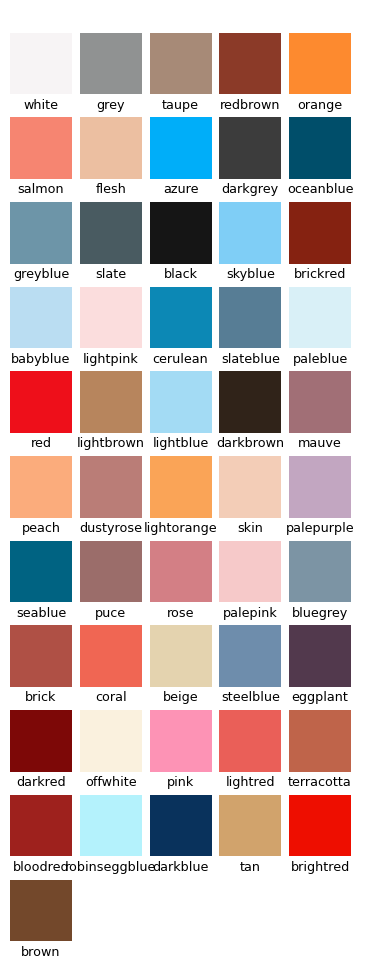 white grey taupe redbrown orange
salmon flesh azure darkgrey oceanblue
greyblue slate black skyblue brickred
babyblue lightpink cerulean slateblue paleblue
red lightbrown lightblue darkbrown mauve
peach dustyrose lightorange skin palepurple
seablue puce rose palepink bluegrey
brick coral beige steelblue eggplant
darkred offwhite pink lightred terracotta
bloodred robinseggblue darkblue tan brightred
brown